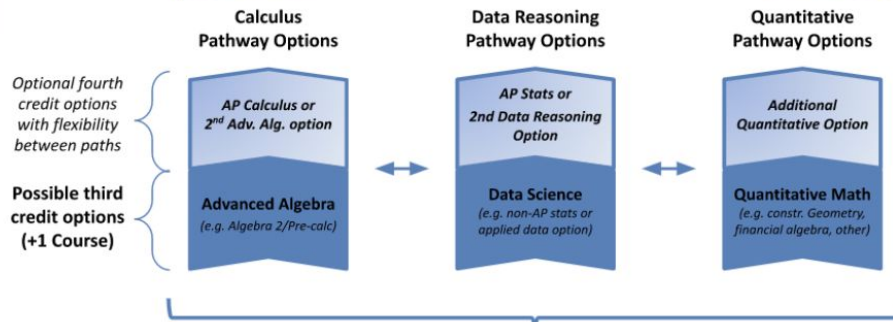 Calculus
Pathway Options
Data Reasoning
Pathway Options
Quantitative
Pathway Options
Optional fourth
credit options
with flexibility
between paths
AP Calculus or
2nd Adv. Alg. option
AP Stats or
2nd Data Reasoning
Option
Additional
Quantitative Option
Possible third
credit options
(+1 Course)
Advanced Algebra
(e.g. Algebra 2/Pre-calc)
Data Science
(e.g. non-AP stats or
applied data option)
Quantitative Math
(e.g. constr. Geometry,
financial algebra, other)